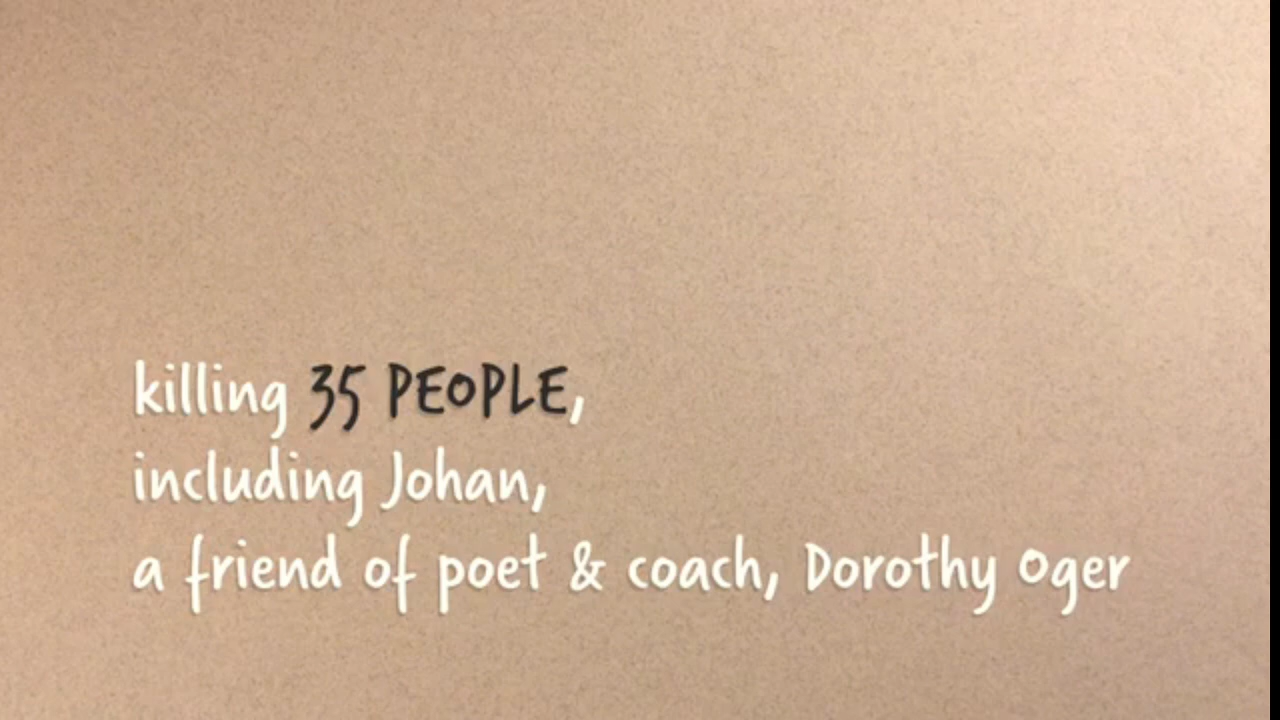 killing 35 PEOPLE,
including Johan,
a friend of poet & coach, Dorothy Oger